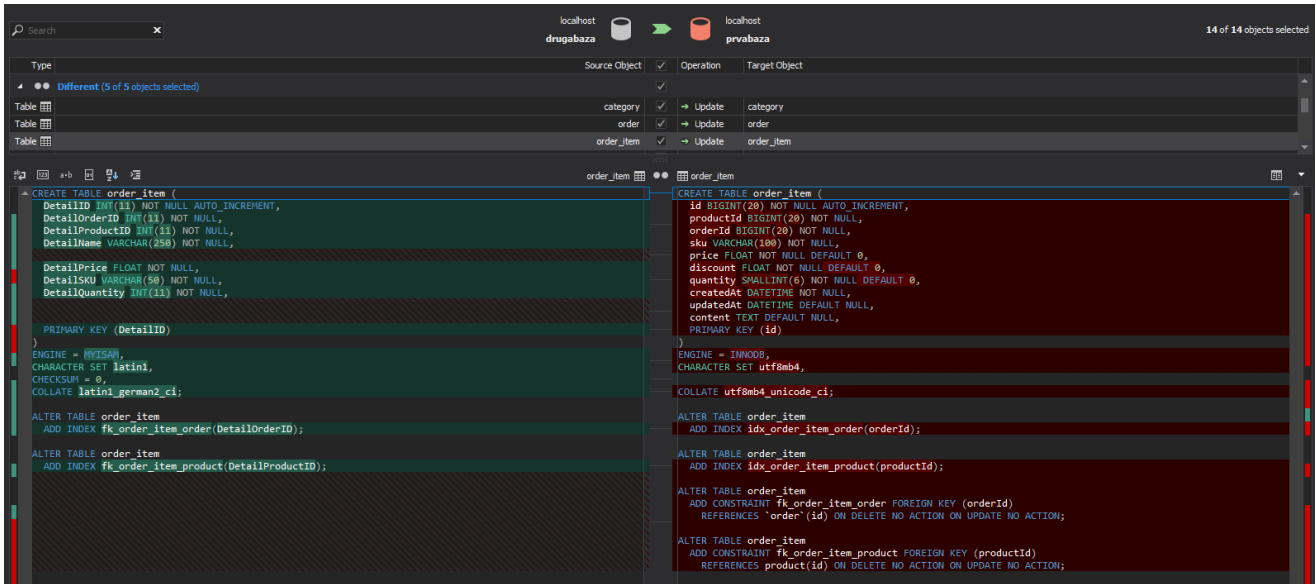 Search
localhost
drugabaza
localhost
prvabaza
14 of 14 objects selected
Type
Source Object
Operation
Target Object
Different (5 of 5 objects selected)
Table
category
Update
category
Table
order
Update
order
Table
order_item
Update
order_item
order_item
order_item
CREATE TABLE order_item (
DetailID INT(11) NOT NULL AUTO_INCREMENT,
DetailOrderID INT(11) NOT NULL,
DetailProductID INT(11) NOT NULL,
DetailName VARCHAR(250) NOT NULL,
DetailPrice FLOAT NOT NULL,
DetailSKU VARCHAR(50) NOT NULL,
DetailQuantity INT(11) NOT NULL,
PRIMARY KEY (DetailID)
)
ENGINE = MYISAM,
CHARACTER SET latin1,
CHECKSUM = 0,
COLLATE latin1_german2_ci;
ALTER TABLE order_item
ADD INDEX fk_order_item_order(DetailOrderID);
ALTER TABLE order_item
ADD INDEX fk_order_item_product(DetailProductID);
CREATE TABLE order_item (
id BIGINT(20) NOT NULL AUTO_INCREMENT,
productId BIGINT(20) NOT NULL,
orderId BIGINT(20) NOT NULL,
sku VARCHAR(100) NOT NULL,
price FLOAT NOT NULL DEFAULT 0,
discount FLOAT NOT NULL DEFAULT 0,
quantity SMALLINT(6) NOT NULL DEFAULT 0,
createdAt DATETIME NOT NULL,
updatedAt DATETIME DEFAULT NULL,
content TEXT DEFAULT NULL,
PRIMARY KEY (id)
)
ENGINE = INNODB,
CHARACTER SET utf8mb4,
COLLATE utf8mb4_unicode_ci;
ALTER TABLE order_item
ADD INDEX idx_order_item_order(orderId);
ALTER TABLE order_item
ADD INDEX idx_order_item_product(productId);
ALTER TABLE order_item
ADD CONSTRAINT fk_order_item_order FOREIGN KEY (orderId)
REFERENCES `order`(id) ON DELETE NO ACTION ON UPDATE NO ACTION;
ALTER TABLE order_item
ADD CONSTRAINT fk_order_item_product FOREIGN KEY (productId)
REFERENCES product(id) ON DELETE NO ACTION ON UPDATE NO ACTION;